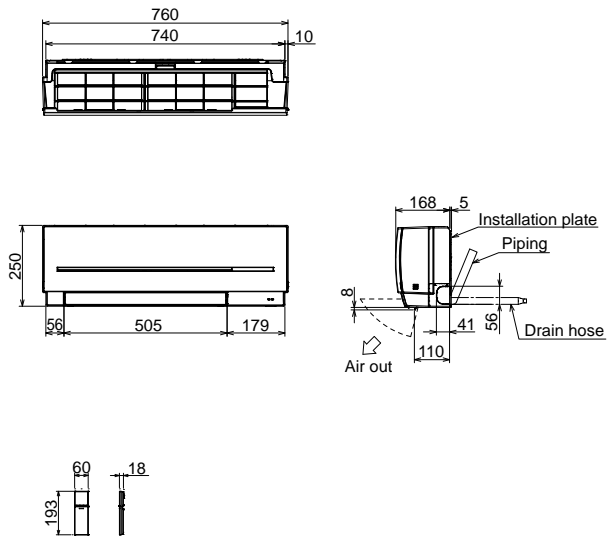 760
740 10
168 5
Installation plate
Piping
250
8
56
56 505 179
41
110
Drain hose
Air out
60 18
193